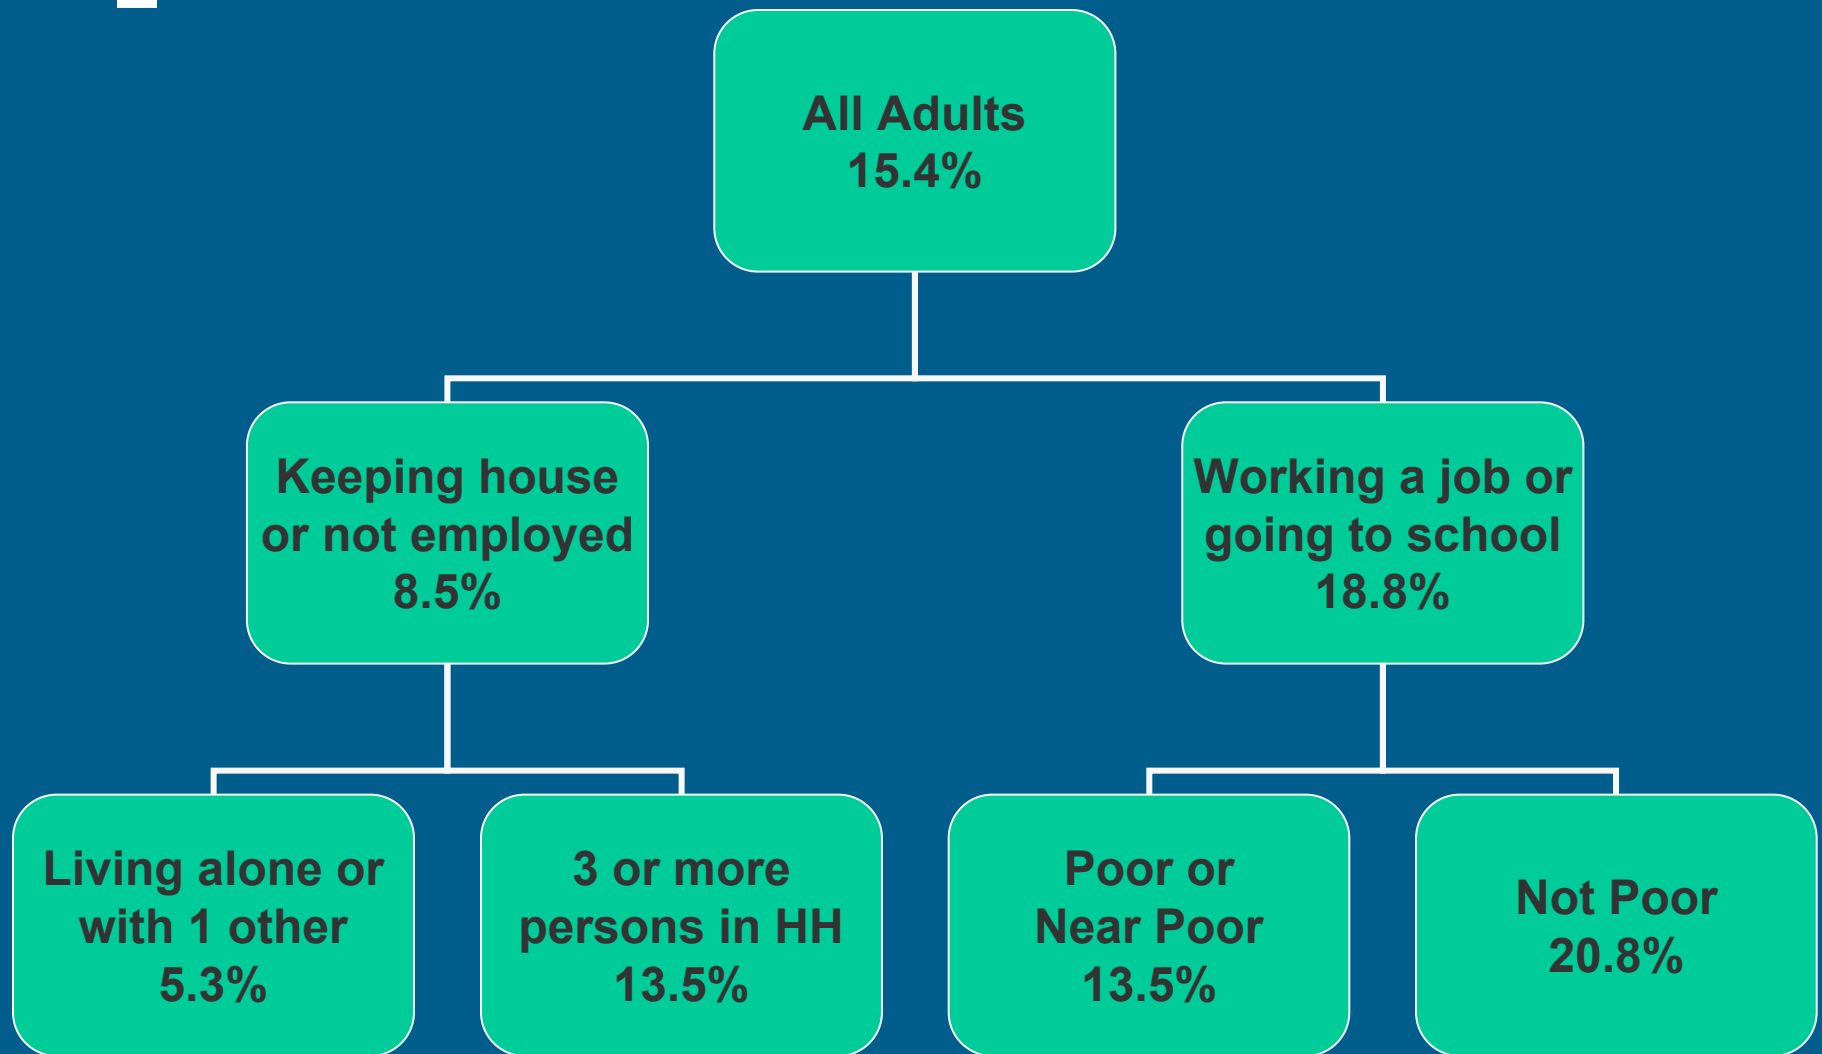 All Adults
15.4%
Keeping house
or not employed
8.5%
Working a job or
going to school
18.8%
Living alone or
with 1 other
5.3%
3 or more
persons in HH
13.5%
Poor or
Near Poor
13.5%
Not Poor
20.8%